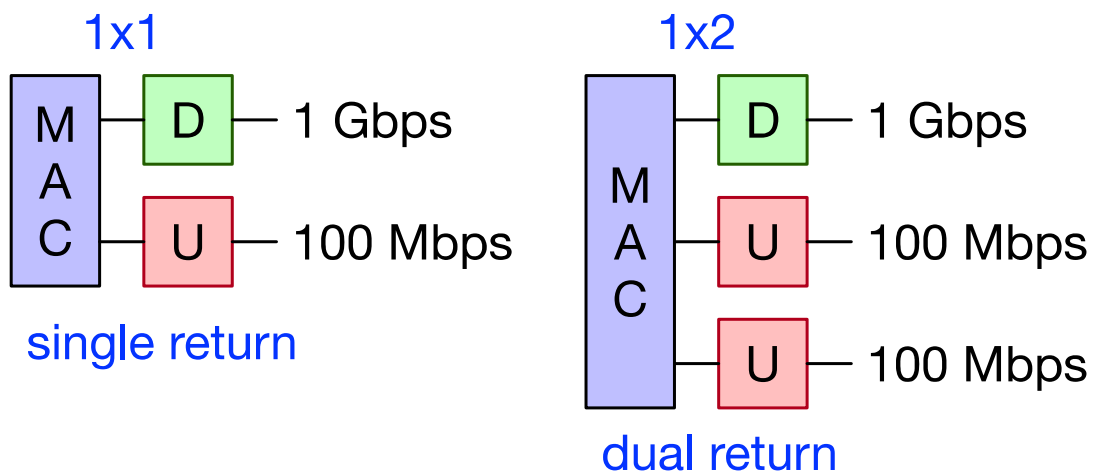 1x1
M
A
C
D
1 Gbps
U
100 Mbps
single return
1x2
M
A
C
D
1 Gbps
U
100 Mbps
U
100 Mbps
dual return